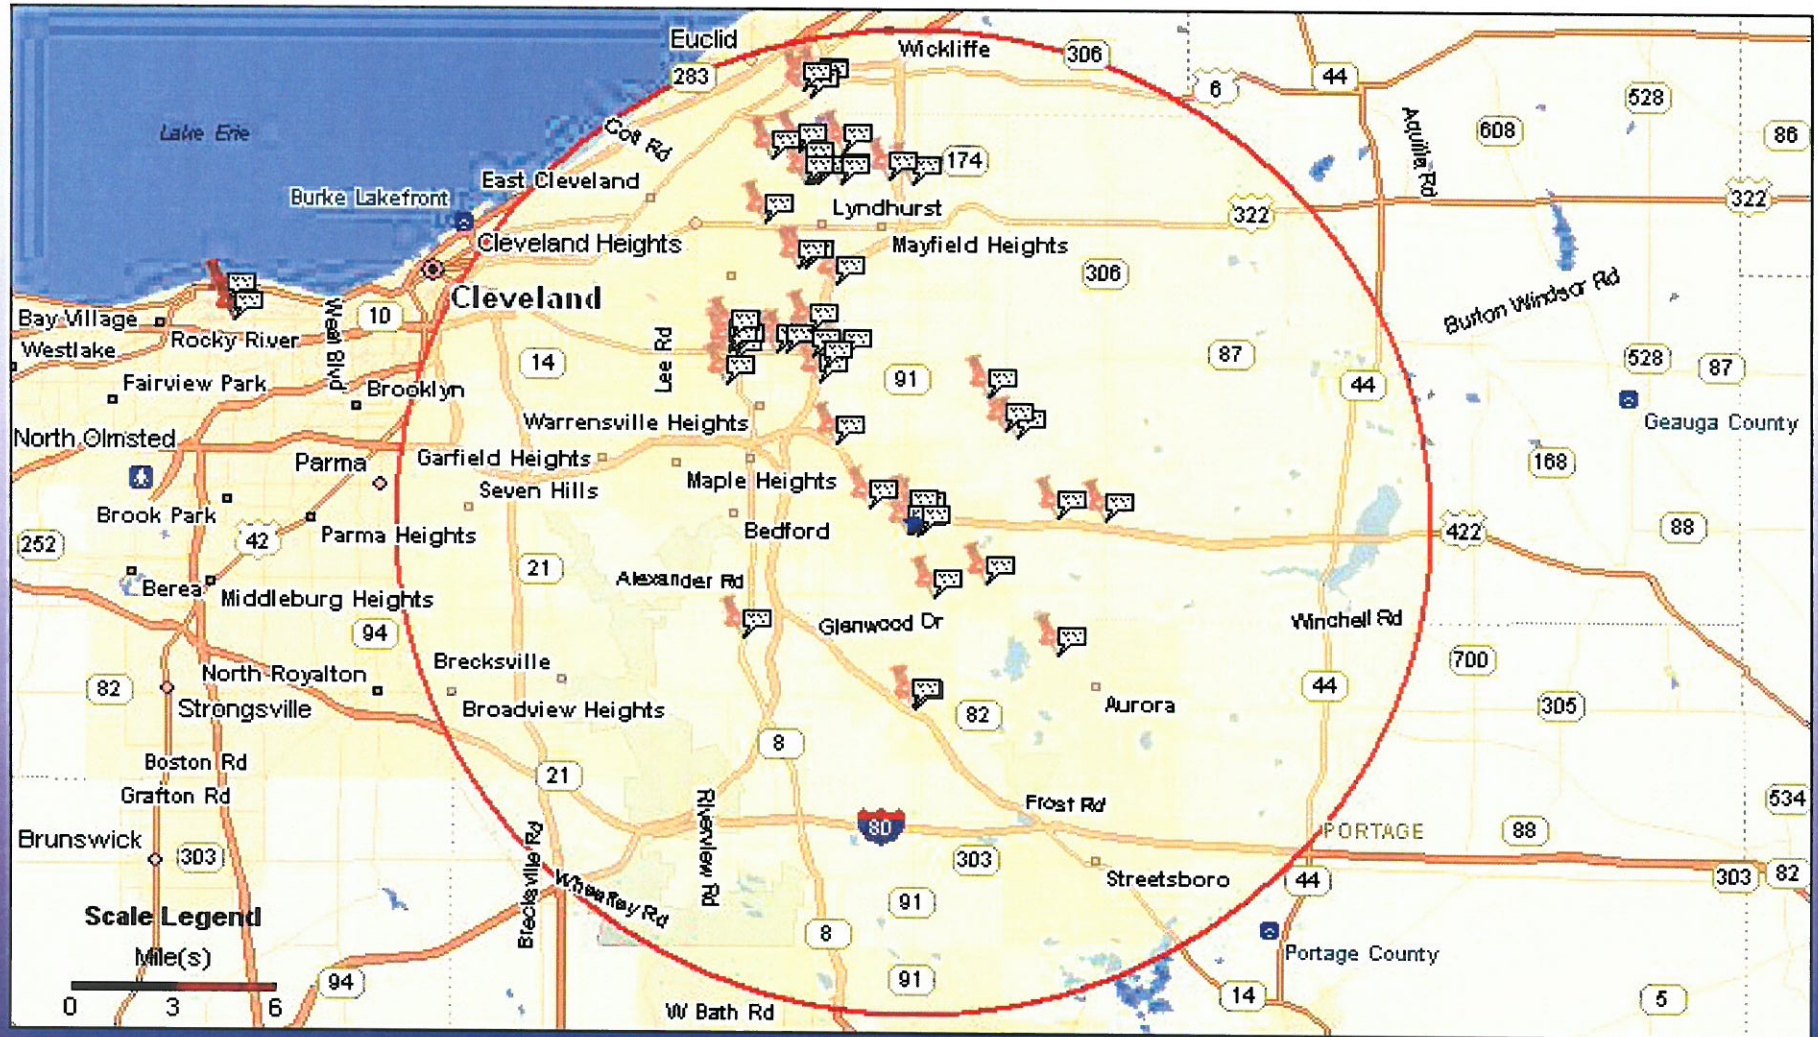 Euclid
Wickliffe
306
283
6
44
528
Lake Erie
Colt Rd
Aquilla Rd
608
86
174
East Cleveland
Burke Lakefront
Lyndhurst
322
322
Cleveland Heights
Mayfield Heights
306
Cleveland
Burton Windsor Rd
Bay Village
West Blvd
10
Rocky River
Westlake
Lee Rd
14
87
528
87
Fairview Park
Brooklyn
91
44
Geauga County
Warrensville Heights
North Olmsted
Parma
Garfield Heights
168
Maple Heights
Seven Hills
Brook Park
Bedford
422
88
252
42
Parma Heights
21
Alexander Rd
Berea
Middleburg Heights
Glenwood Dr
Winchell Rd
94
Brecksville
700
North Royalton
82
44
Strongsville
Broadview Heights
82
Aurora
305
8
Boston Rd
21
Grafton Rd
Riverview Rd
Frost Rd
534
80
PORTAGE
88
Brunswick
303
303
Brecksville Rd
Wheatley Rd
Streetsboro
44
303
82
Scale Legend
91
8
Mile(s)
Portage County
94
91
14
5
0 3 6
W Bath Rd